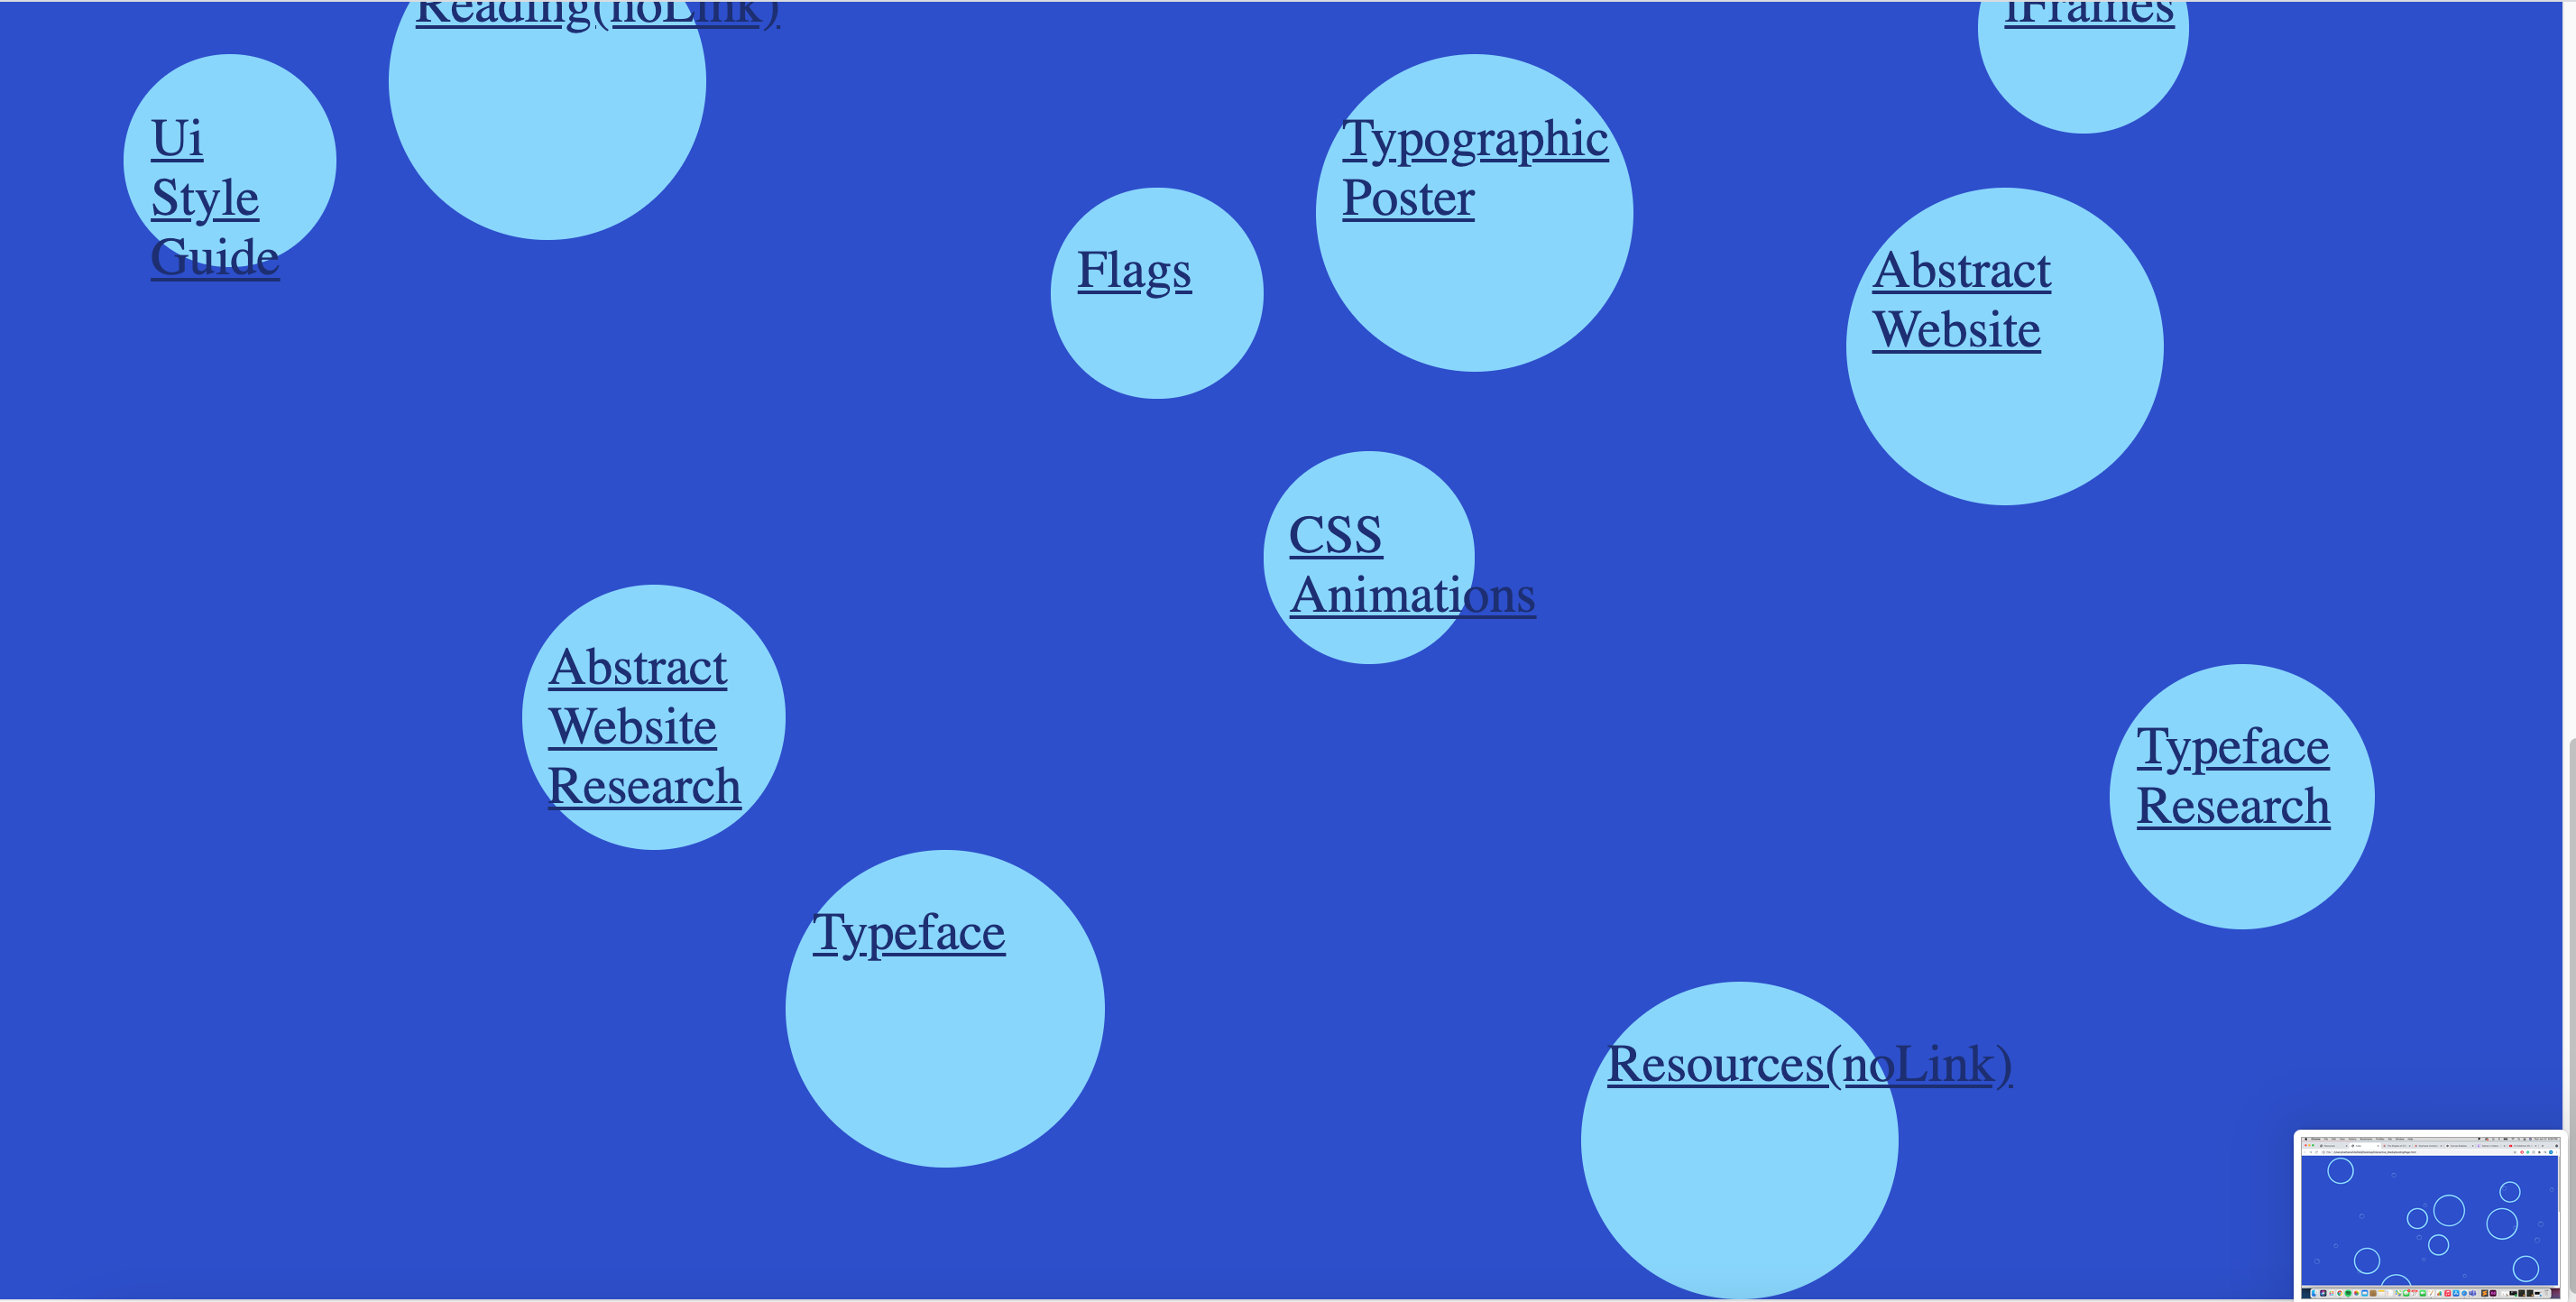 Reading(noLink)
iFrames
Ui
Style
Guide
Typographic
Poster
Flags
Abstract
Website
CSS
Animations
Abstract
Website
Research
Typeface
Research
Typeface
Resources(noLink)